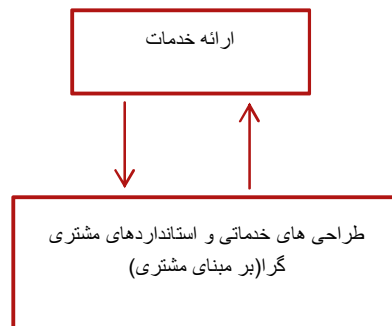 ارائه خدمات
طراحی های خدماتی و استانداردهای مشتری
گرا(بر مبنای مشتری)